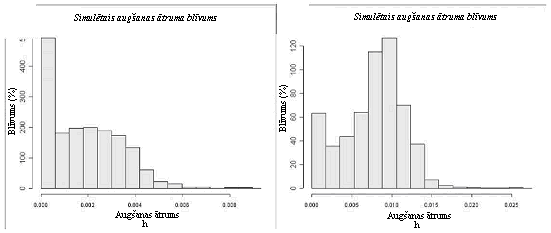 Simulētais augšanas ātruma blīvums
Blīvums (%)
0 100 200 300 400 5
0.000 0.002 0.004 0.006 0.008
Augšanas ātrums
h
Simulētais augšanas ātruma blīvums
Blīvums (%)
0 20 40 60 80 100 120
0.000 0.005 0.010 0.015 0.020 0.025
Augšanas ātrums
h